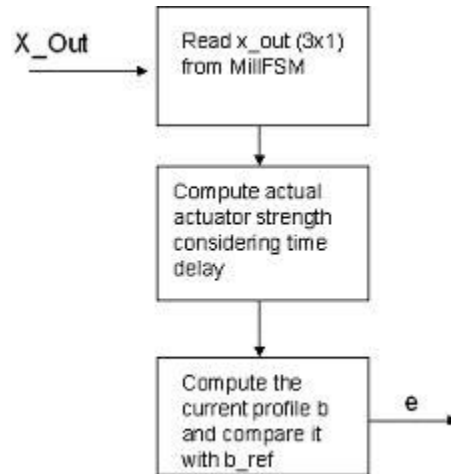 X_Out
Read x_out (3x1)
from MillFSM
Compute actual
actuator strength
considering time
delay
Compute the
current profile b
and compare it
with b_ref
e